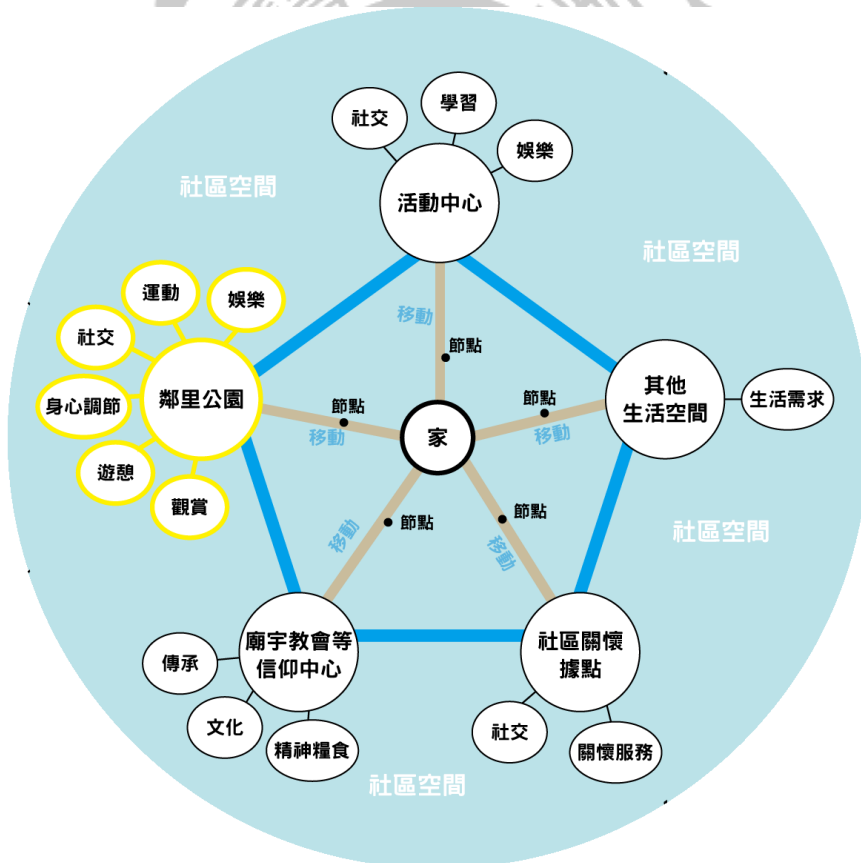 學習
社交
娛樂
活動中心
社區空間
社區空間
運動
娛樂
社交
身心調節
鄰里公園
遊憩
觀賞
移動
節點
節點
移動
家
節點
移動
其他
生活空間
生活需求
節點
移動
節點
移動
社區空間
廟宇教會等
信仰中心
傳承
文化
精神糧食
社區關懷
據點
社交
關懷服務
社區空間